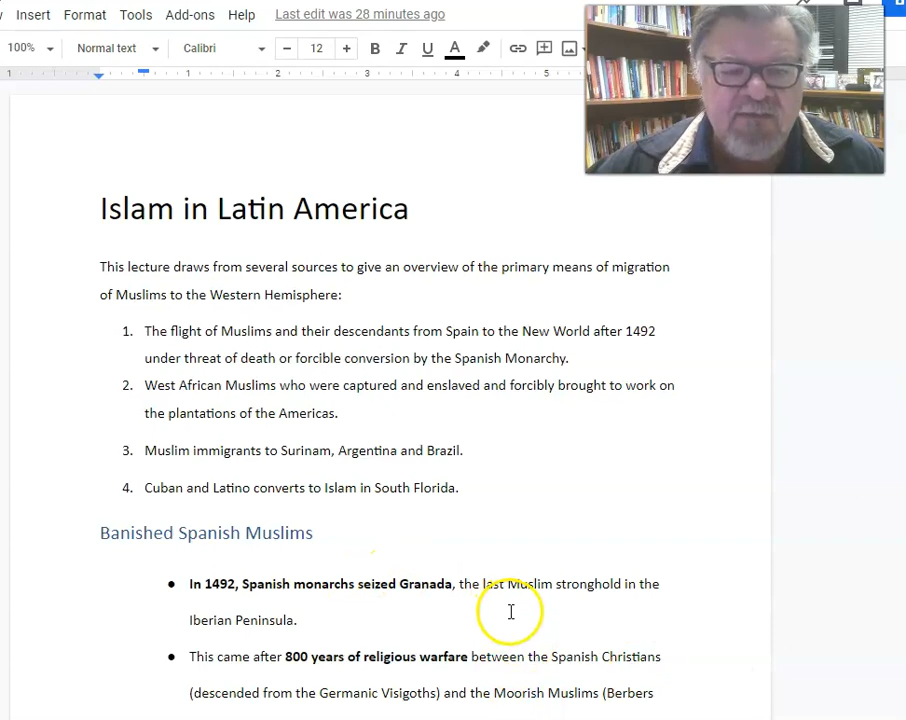 Insert Format Tools Add-ons Help Last edit was 28 minutes ago
100% Normal text Calibri 12 B I U A
1 1 2 3 4 5
Islam in Latin America
This lecture draws from several sources to give an overview of the primary means of migration
of Muslims to the Western Hemisphere:
1. The flight of Muslims and their descendants from Spain to the New World after 1492
under threat of death or forcible conversion by the Spanish Monarchy.
2. West African Muslims who were captured and enslaved and forcibly brought to work on
the plantations of the Americas.
3. Muslim immigrants to Surinam, Argentina and Brazil.
4. Cuban and Latino converts to Islam in South Florida.
Banished Spanish Muslims
● In 1492, Spanish monarchs seized Granada, the last Muslim stronghold in the
Iberian Peninsula.
● This came after 800 years of religious warfare between the Spanish Christians
(descended from the Germanic Visigoths) and the Moorish Muslims (Berbers